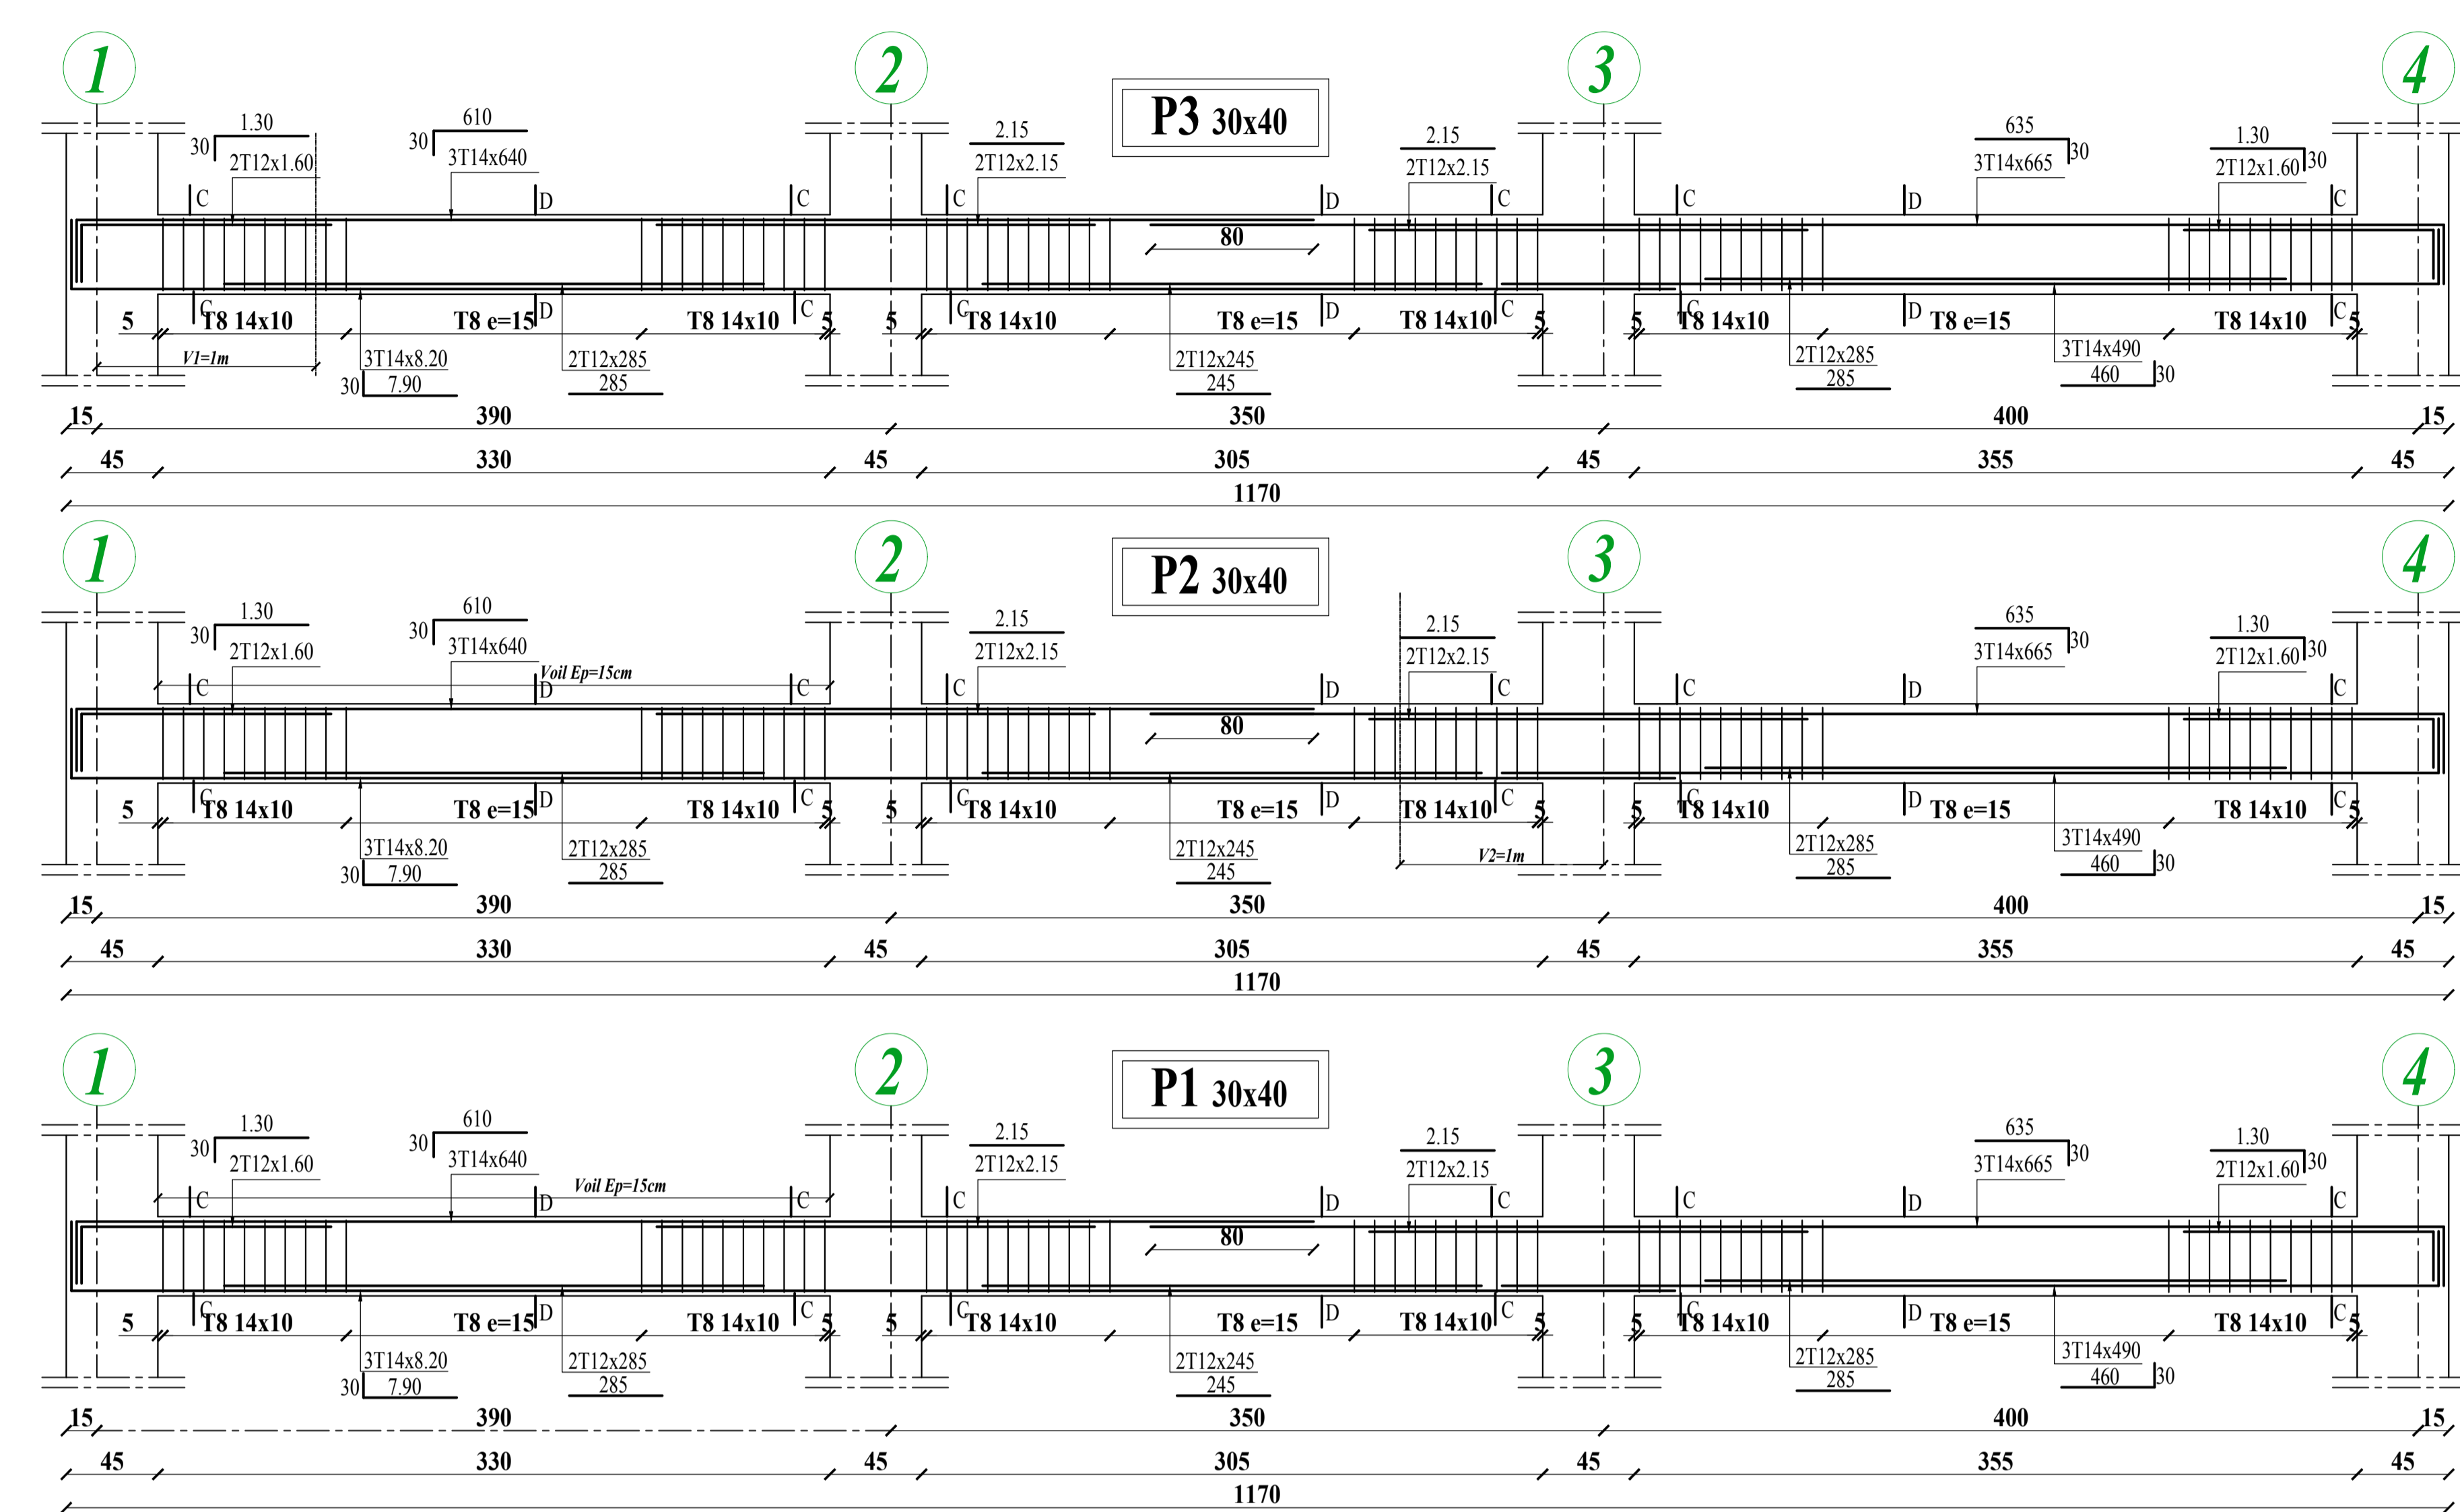 1 2 3 4
P3 30x40
1.30 610 2.15 2.15 635 1.30
30 2T12x1.60 30 3T14x640 2T12x2.15 2T12x2.15 3T14x665 30 2T12x1.60 30
C D C C D C C D C
80
C D C C D C C D C
5 T8 14x10 T8 e=15 T8 14x10 5 5 T8 14x10 T8 e=15 T8 14x10 5 5 T8 14x10 T8 e=15 T8 14x10 5
V1=1m 3T14x8.20 2T12x285 2T12x245 2T12x285 3T14x490
30 7.90 285 245 285 460 30
15 390 350 400 15
45 330 45 305 45 355 45
1170
1 2 3 4
P2 30x40
1.30 610 2.15 2.15 635 1.30
30 2T12x1.60 30 3T14x640 2T12x2.15 2T12x2.15 3T14x665 30 2T12x1.60 30
Voil Ep=15cm
C D C C D C C D C
80
C D C C D C C D C
5 T8 14x10 T8 e=15 T8 14x10 5 5 T8 14x10 T8 e=15 T8 14x10 5 5 T8 14x10 T8 e=15 T8 14x10 5
3T14x8.20 2T12x285 2T12x245 V2=1m 2T12x285 3T14x490
30 7.90 285 245 285 460 30
15 390 350 400 15
45 330 45 305 45 355 45
1170
1 2 3 4
P1 30x40
1.30 610 2.15 2.15 635 1.30
30 2T12x1.60 30 3T14x640 2T12x2.15 2T12x2.15 3T14x665 30 2T12x1.60 30
Voil Ep=15cm
C D C C D C C D C
80
C D C C D C C D C
5 T8 14x10 T8 e=15 T8 14x10 5 5 T8 14x10 T8 e=15 T8 14x10 5 5 T8 14x10 T8 e=15 T8 14x10 5
3T14x8.20 2T12x285 2T12x245 2T12x285 3T14x490
30 7.90 285 245 285 460 30
15 390 350 400 15
45 330 45 305 45 355 45
1170